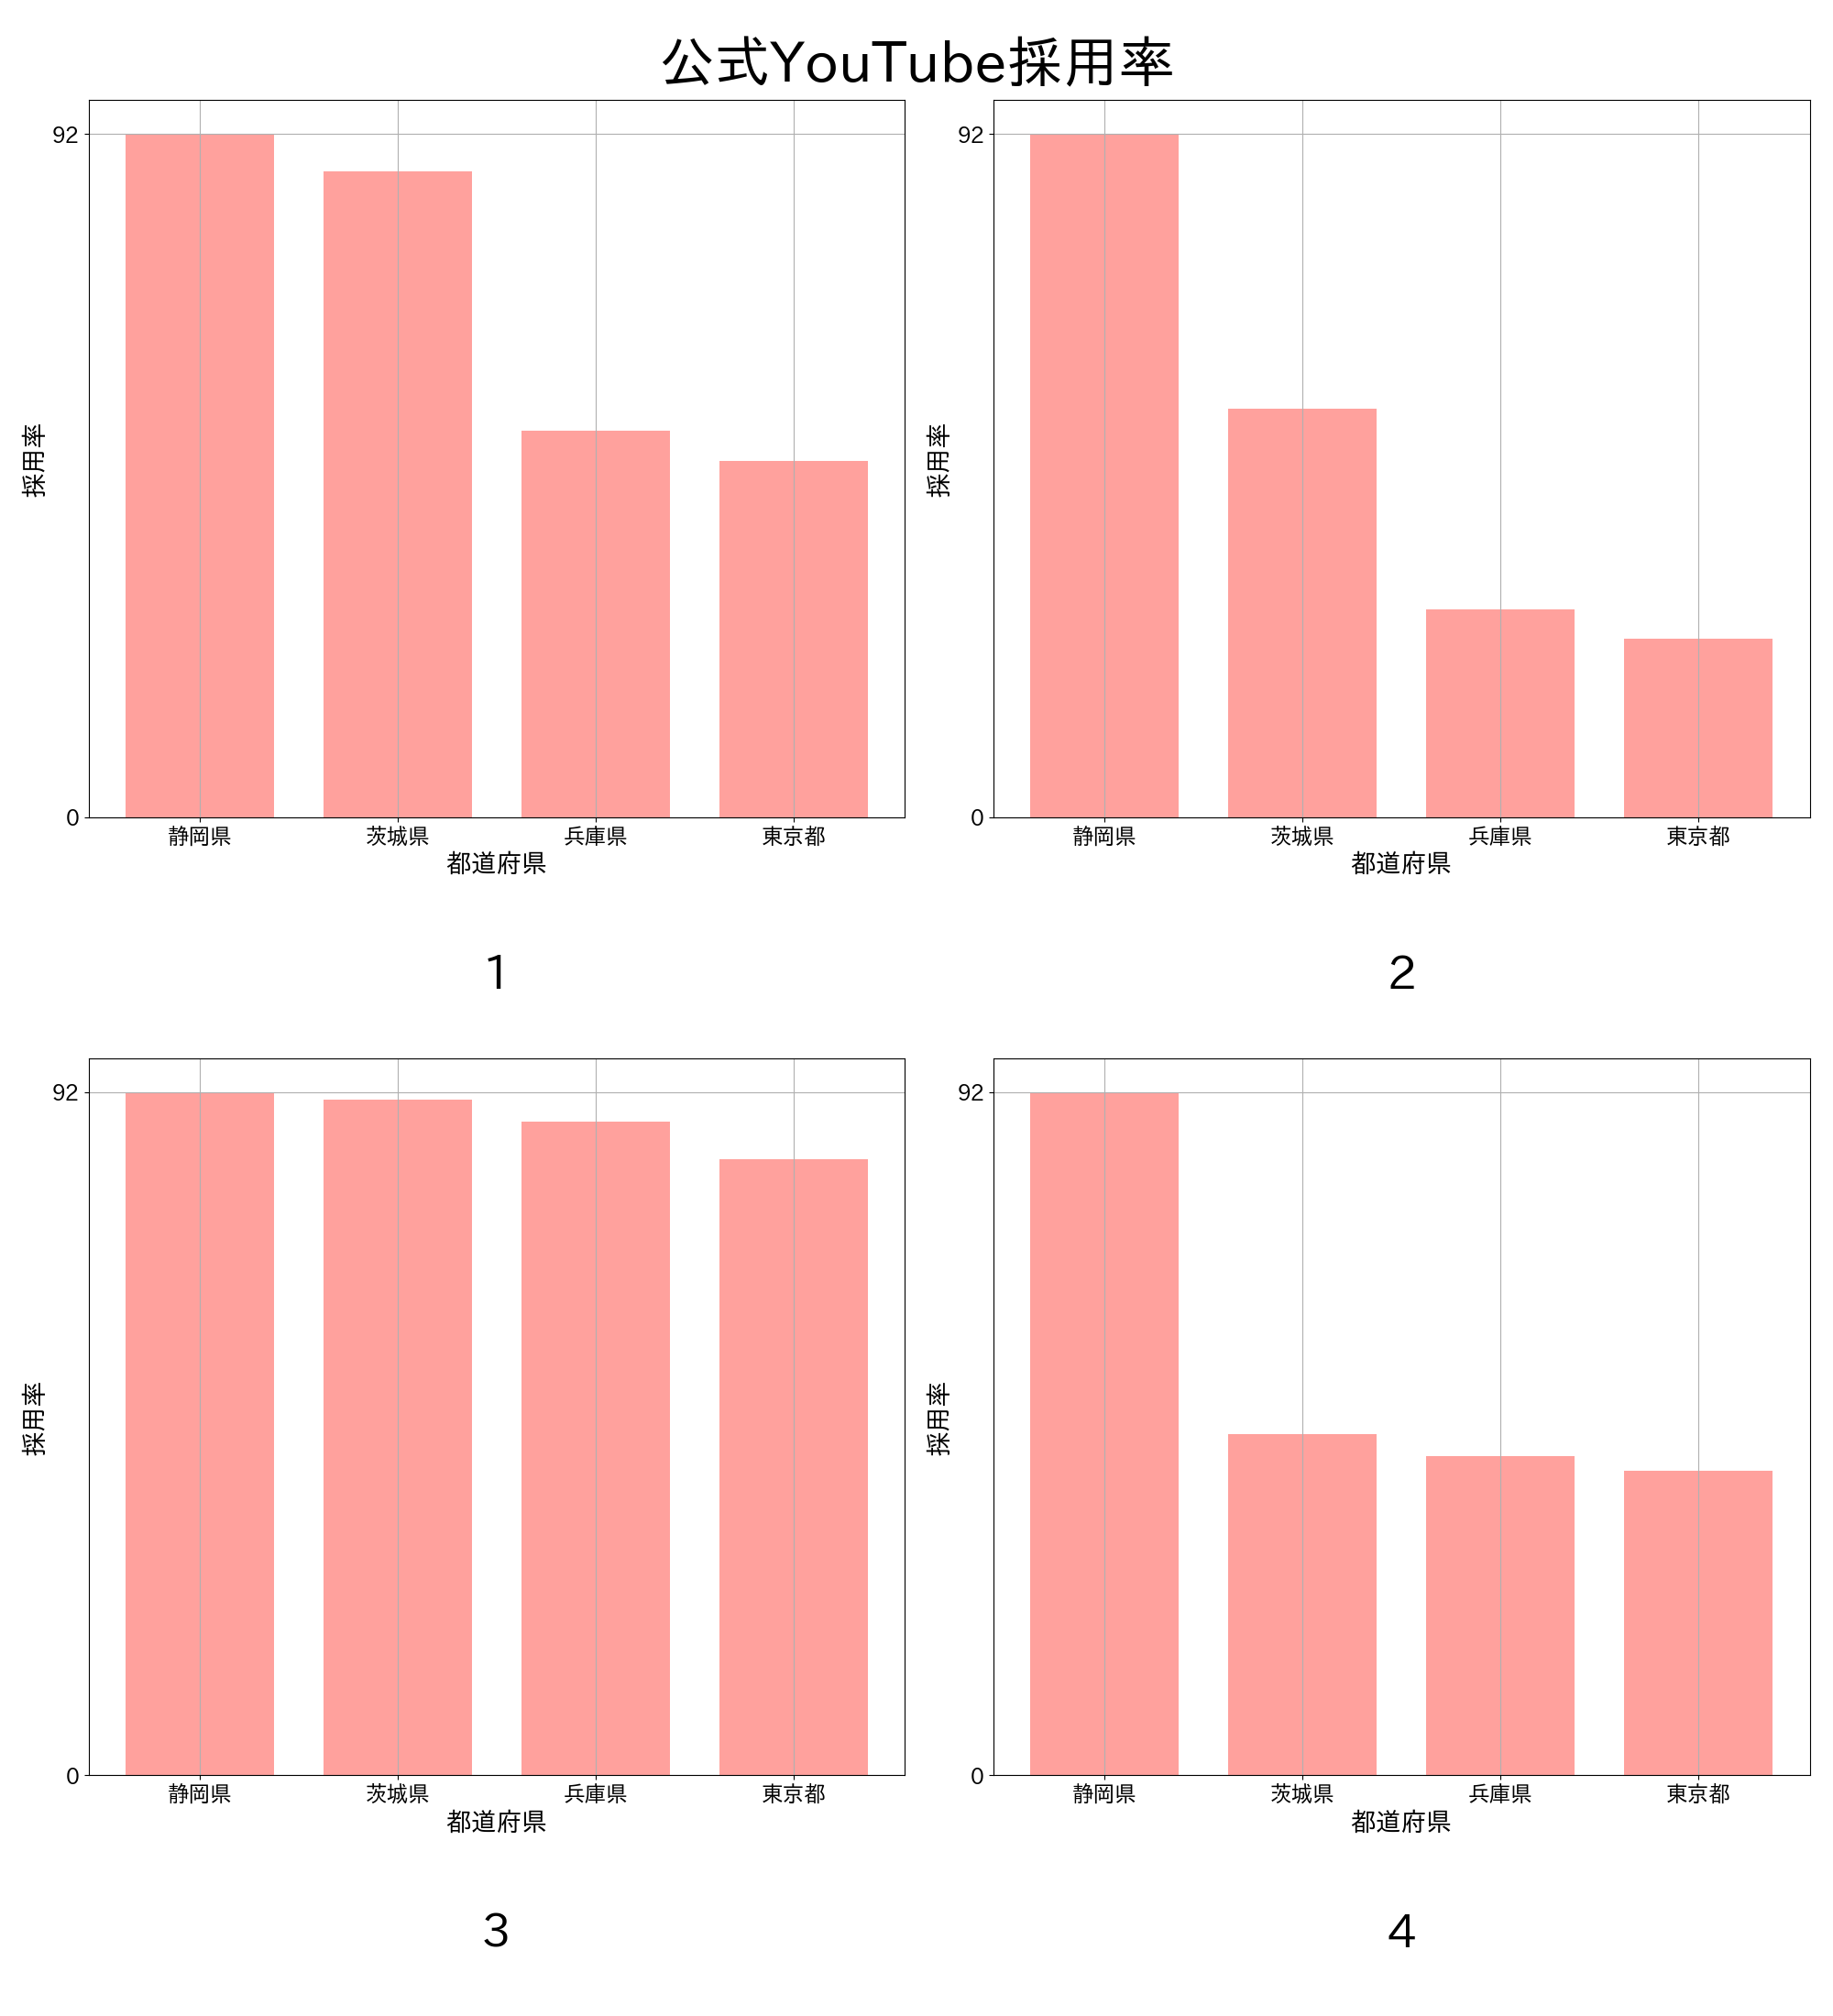 公式YouTube採用率
92
0
採用率
静岡県 茨城県 兵庫県 東京都
都道府県
1
92
0
採用率
静岡県 茨城県 兵庫県 東京都
都道府県
2
92
0
採用率
静岡県 茨城県 兵庫県 東京都
都道府県
3
92
0
採用率
静岡県 茨城県 兵庫県 東京都
都道府県
4